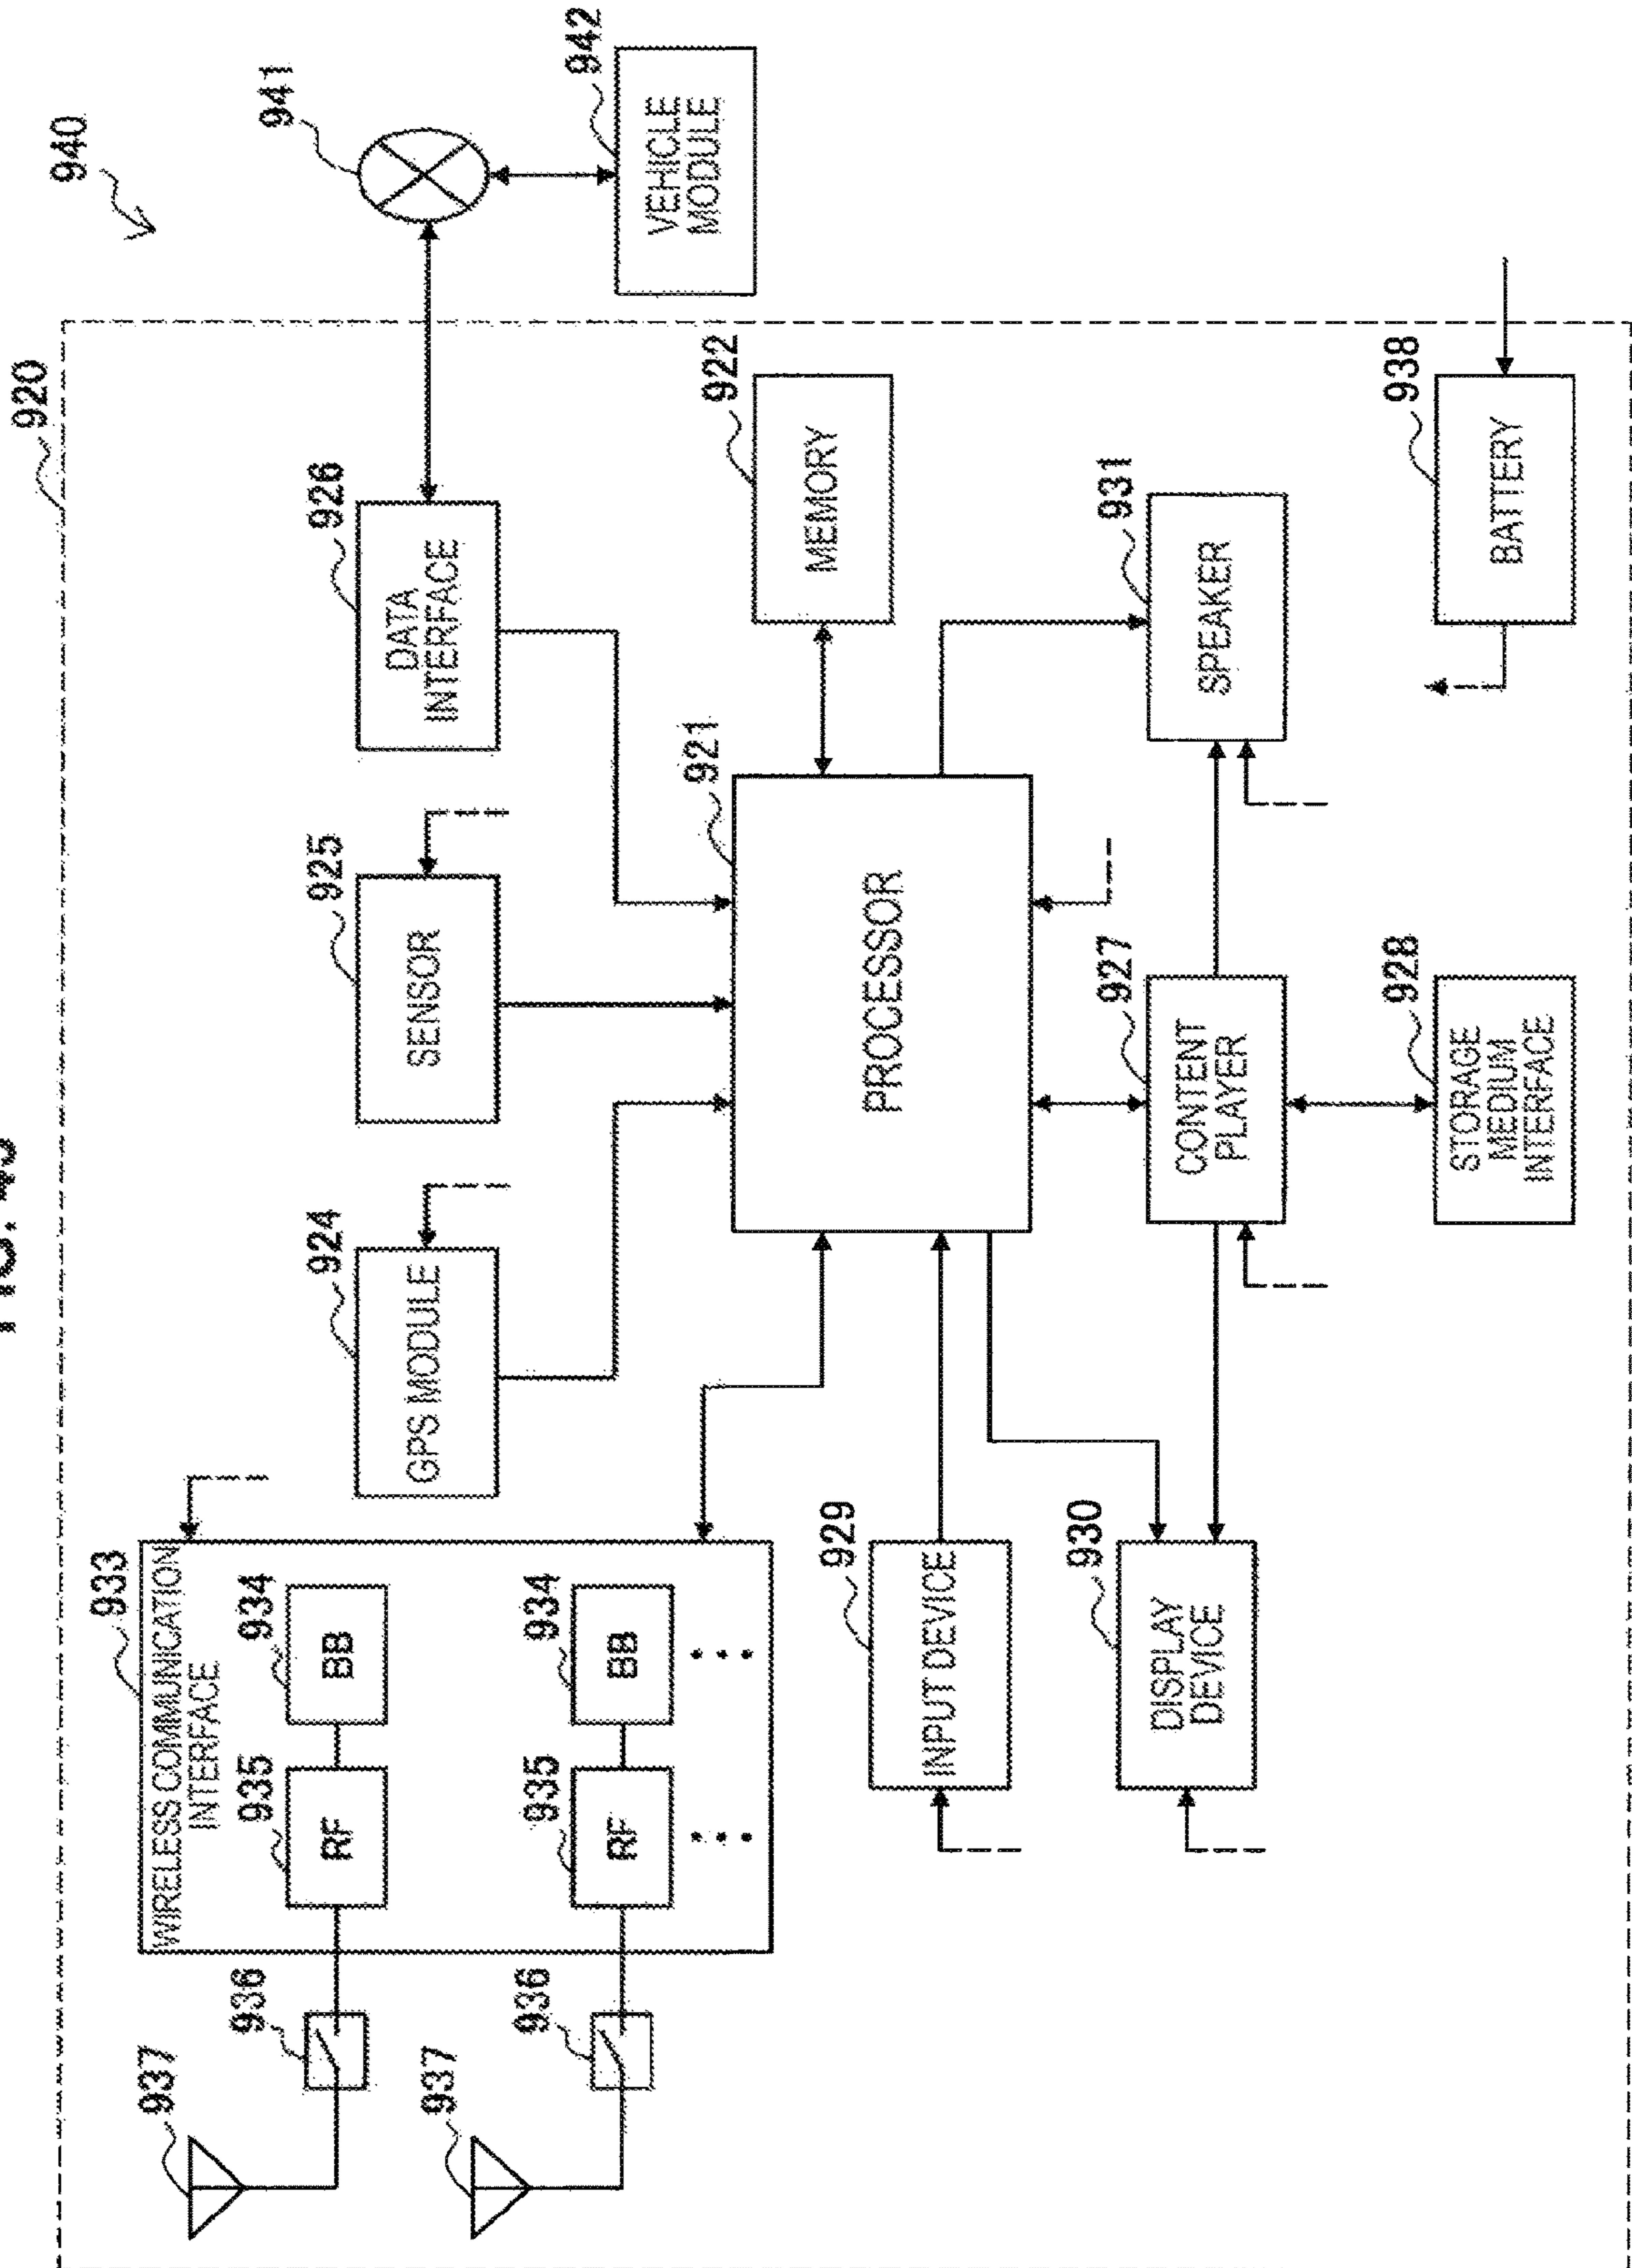 940
920
941
942
VEHICLE
MODULE
933
WIRELESS COMMUNICATION
INTERFACE
924
GPS MODULE
925
SENSOR
926
DATA
INTERFACE
937
936
935
RF
934
BB
937
936
935
RF
934
BB
921
PROCESSOR
922
MEMORY
929
INPUT DEVICE
930
DISPLAY
DEVICE
927
CONTENT
PLAYER
931
SPEAKER
928
STORAGE
MEDIUM
INTERFACE
938
BATTERY